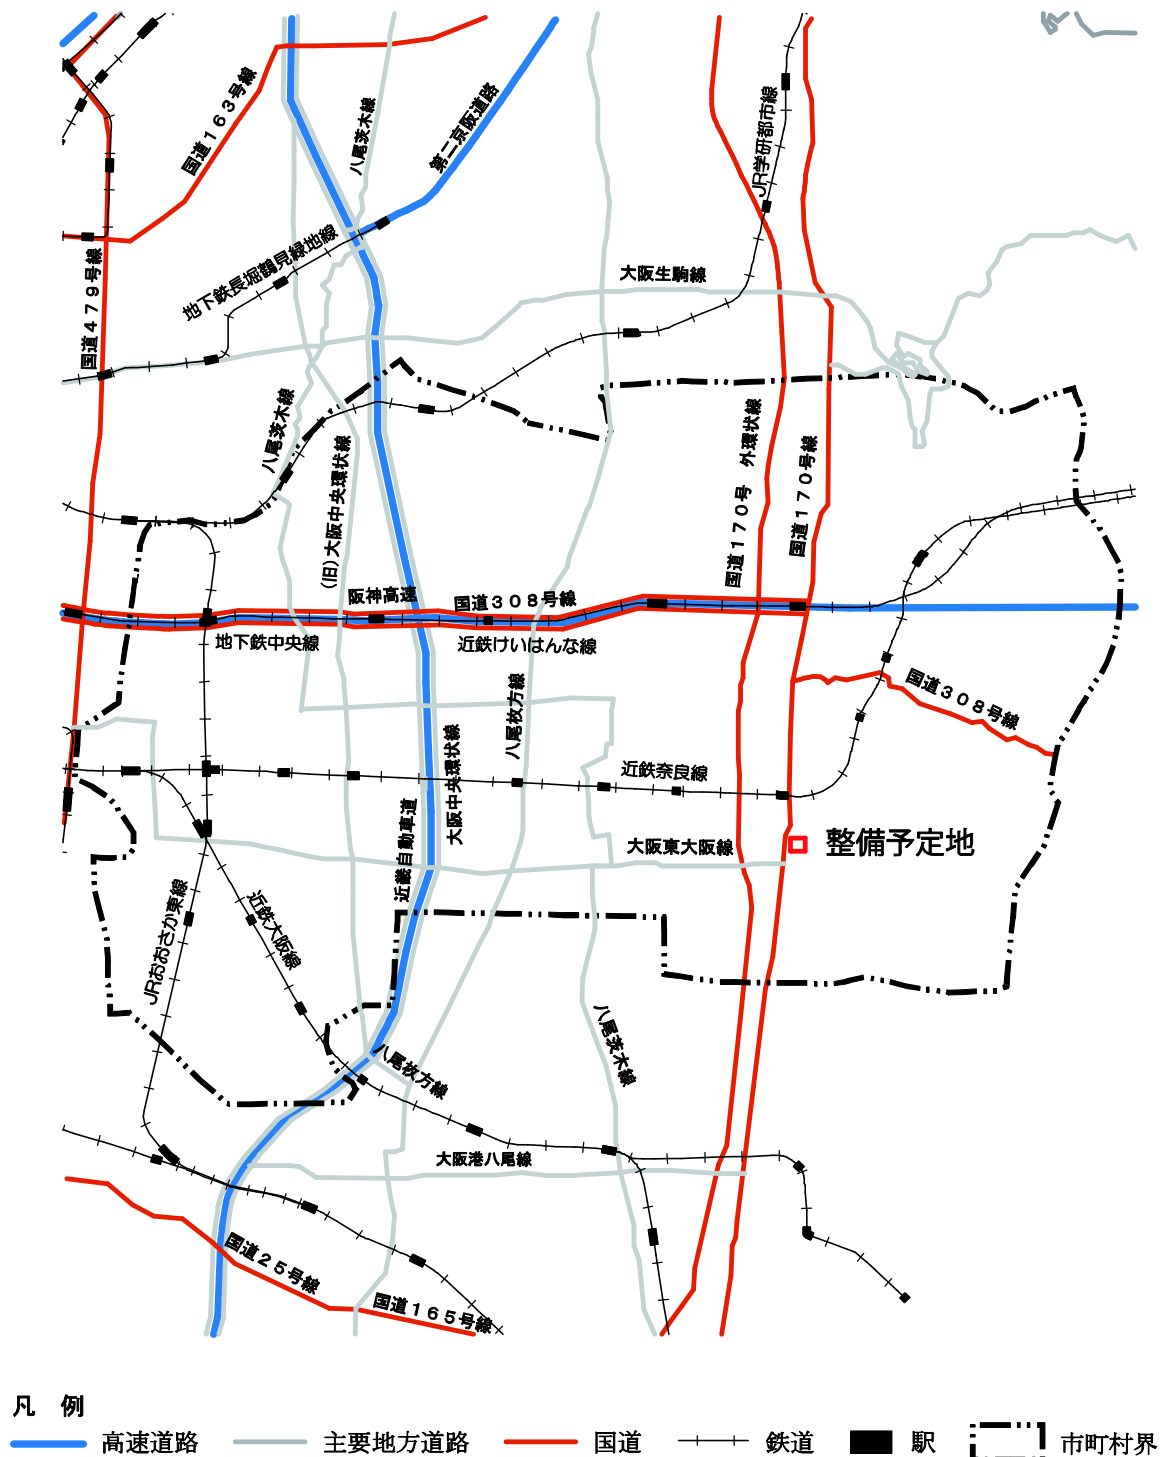 国道１６３号線
八尾茨木線
第二京阪道路
JR学研都市線
国道４７９号線
地下鉄長堀鶴見緑地線
大阪生駒線
八尾茨木線
(旧)大阪中央環状線
国道１７０号　外環状線
国道１７０号線
阪神高速
国道３０８号線
地下鉄中央線
近鉄けいはんな線
国道３０８号線
八尾枚方線
大阪中央環状線
近鉄奈良線
近畿自動車道
大阪東大阪線
整備予定地
JRおおさか東線
近鉄大阪線
八尾茨木線
八尾枚方線
大阪港八尾線
国道２５号線
国道１６５号線
凡　例
高速道路
主要地方道路
国道
鉄道
駅
市町村界